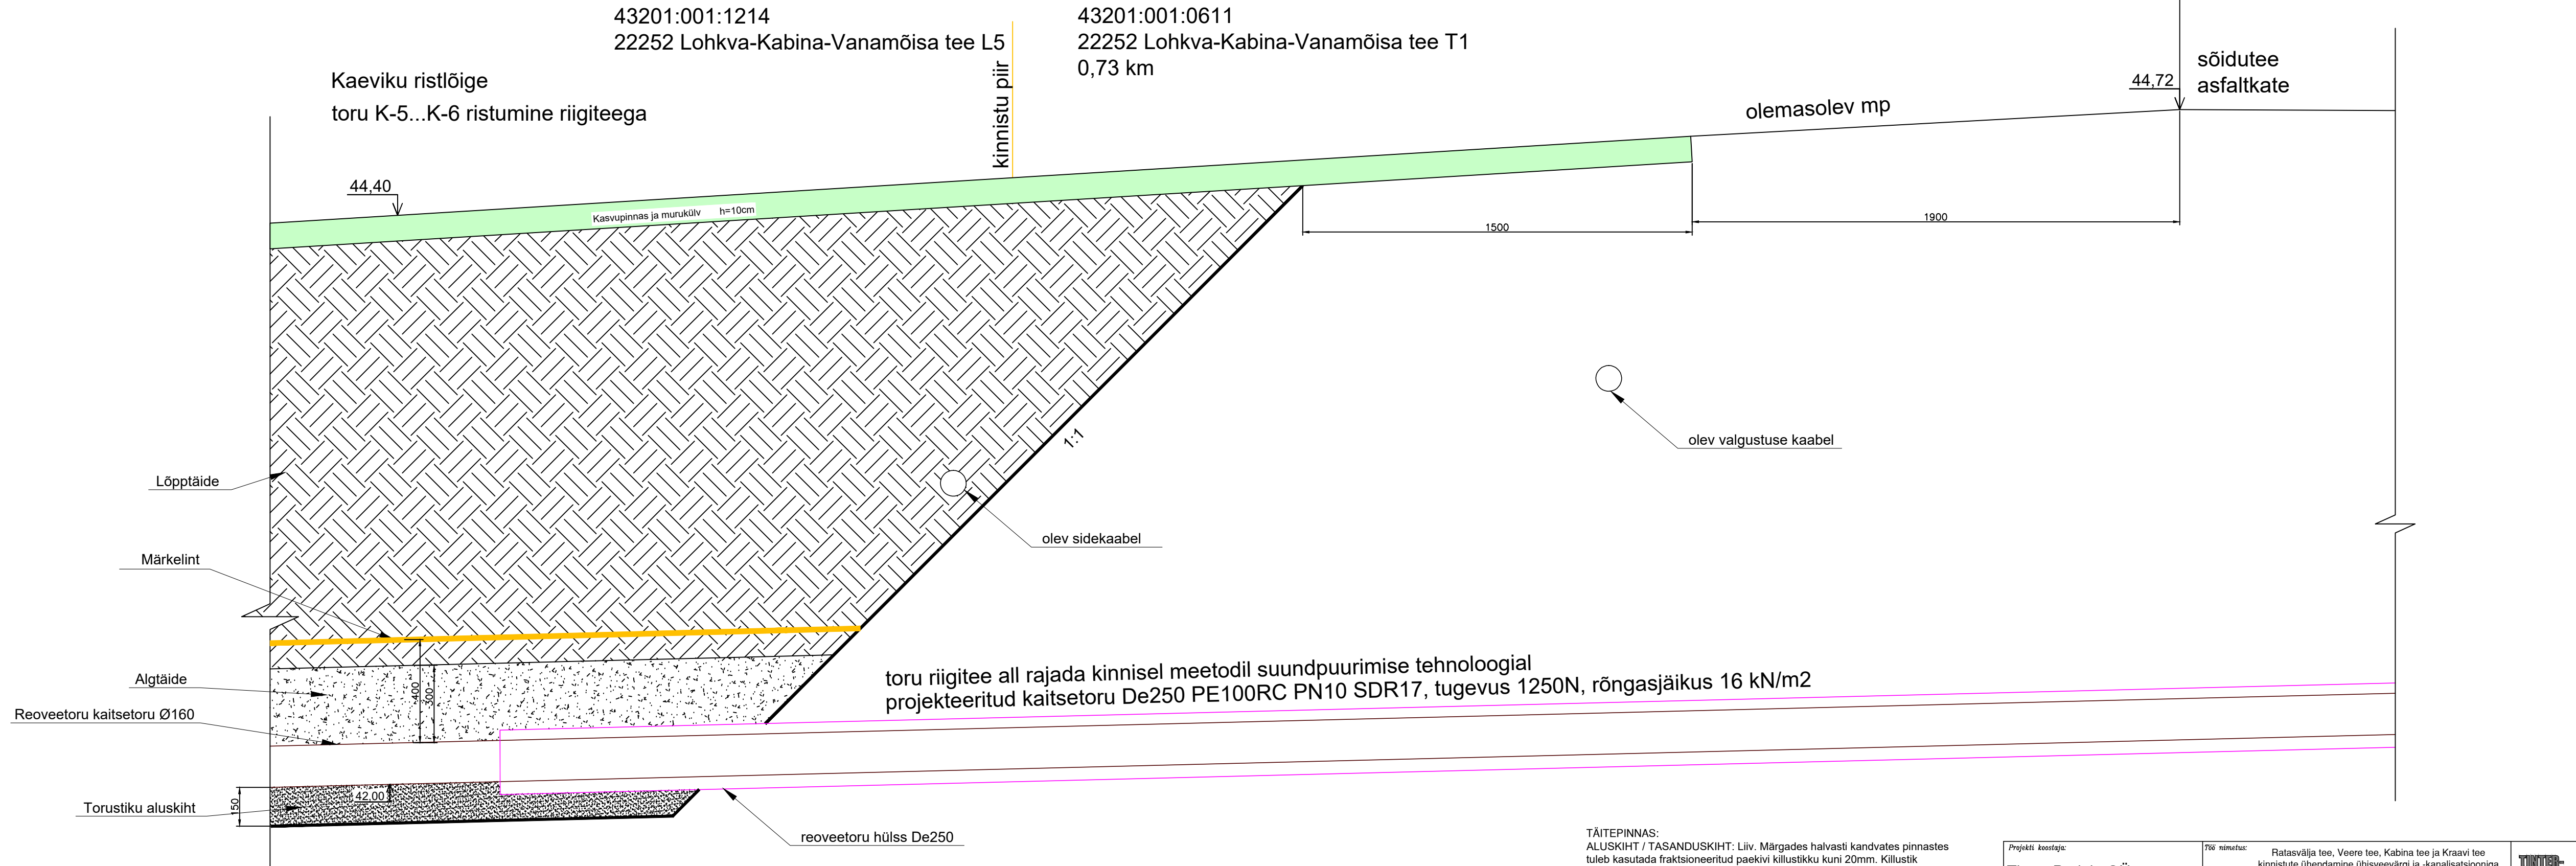 43201:001:1214
22252 Lohkva-Kabina-Vanamõisa tee L5
43201:001:0611
22252 Lohkva-Kabina-Vanamõisa tee T1
0,73 km
kinnistu piir
Kaeviku ristlõige
toru K-5...K-6 ristumine riigiteega
sõidutee
asfaltkate
44,72
olemasolev mp
44,40
Kasvupinnas ja murukülv h=10cm
1500
1900
1:1
olev valgustuse kaabel
Lõpptäide
olev sidekaabel
Märkelint
Algtäide
400
300
toru riigitee all rajada kinnisel meetodil suundpuurimise tehnoloogial
projekteeritud kaitsetoru De250 PE100RC PN10 SDR17, tugevus 1250N, rõngasjäikus 16 kN/m2
Reoveetoru kaitsetoru Ø160
42.00
150
Torustiku aluskiht
reoveetoru hülss De250
TÄITEPINNAS:
ALUSKIHT / TASANDUSKIHT: Liiv. Märgades halvasti kandvates pinnastes
tuleb kasutada fraktsioneeritud paekivi killustikku kuni 20mm. Killustik
Projekti koostaja:
Töö nimetus:
Ratasvälja tee, Veere tee, Kabina tee ja Kraavi tee
kinnistute ühendamine ühisveevärgi ja -kanalisatsiooniga